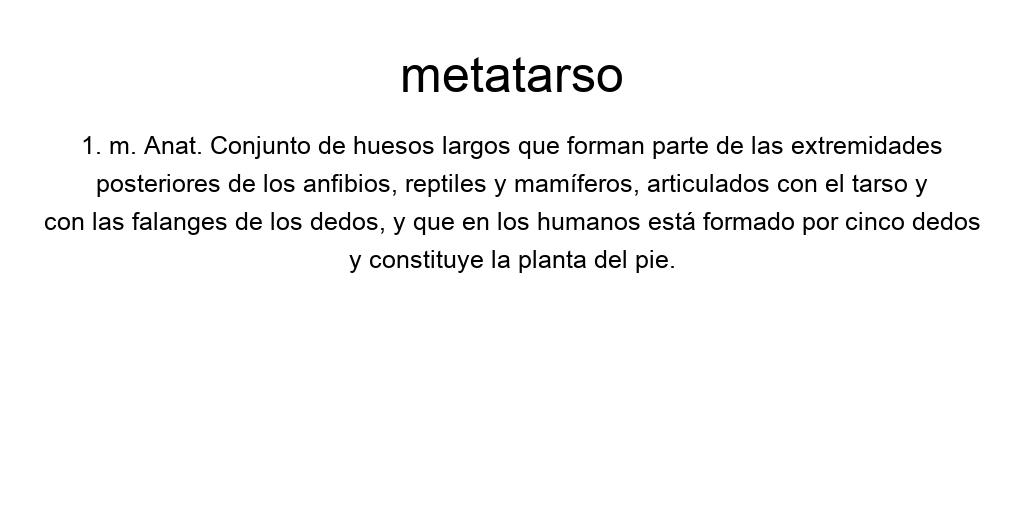 metatarso
1. m. Anat. Conjunto de huesos largos que forman parte de las extremidades
posteriores de los anfibios, reptiles y mamíferos, articulados con el tarso y
con las falanges de los dedos, y que en los humanos está formado por cinco dedos
y constituye la planta del pie.